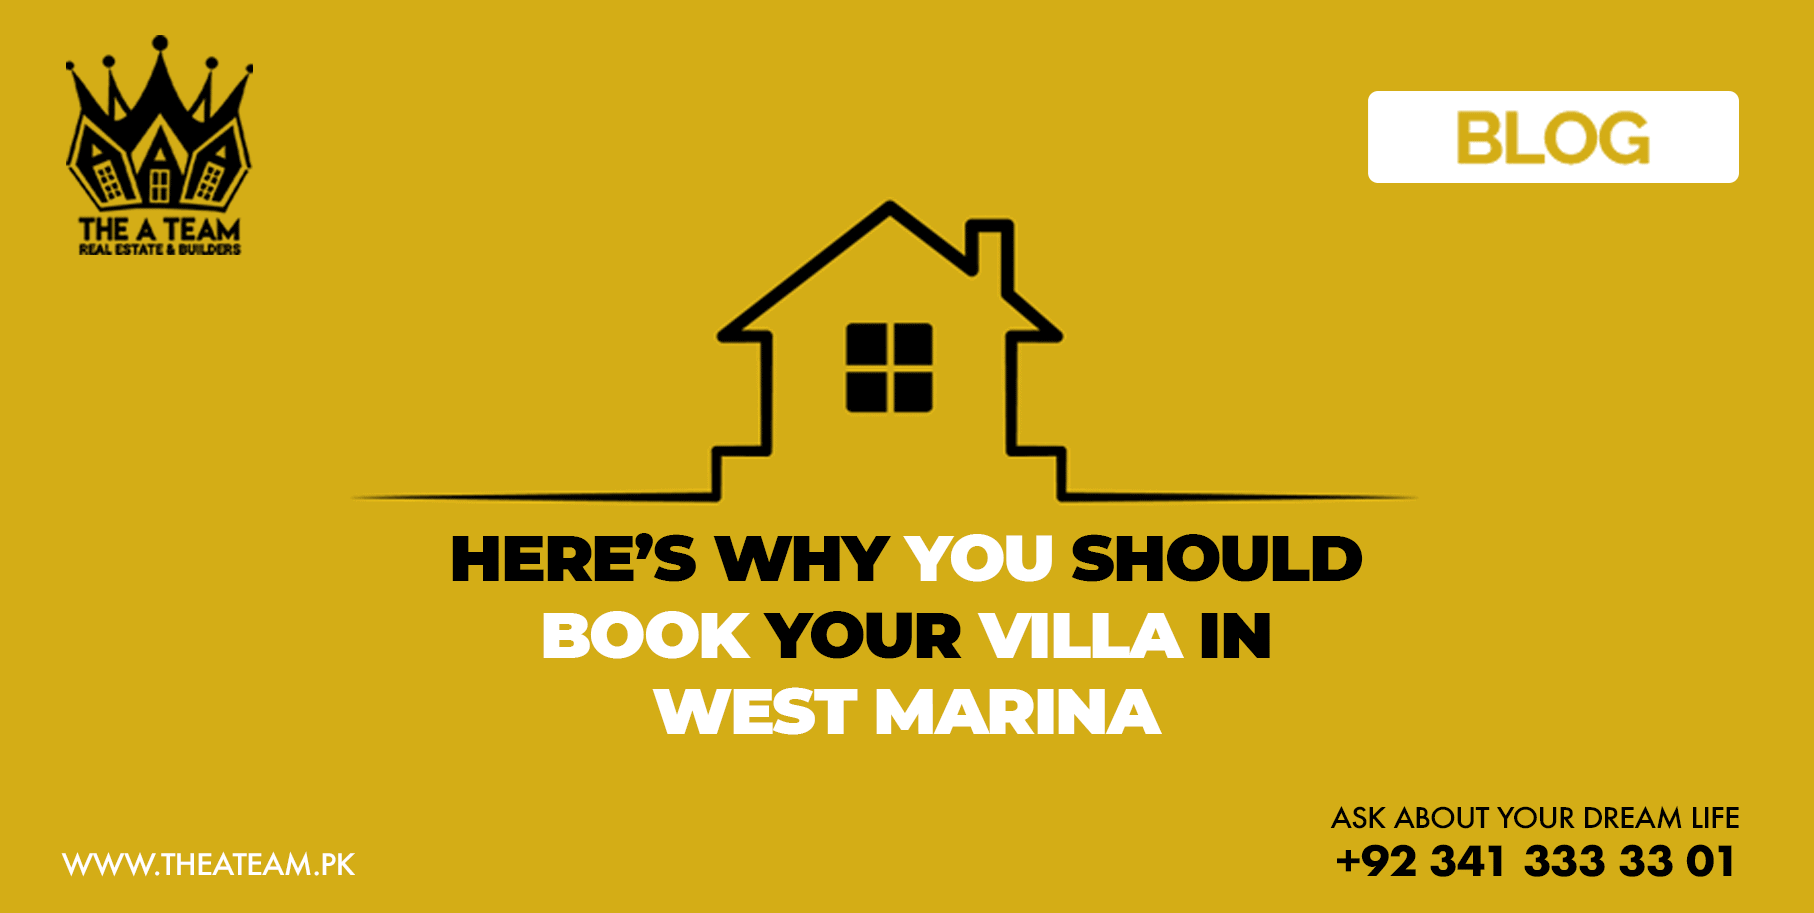 THE A TEAM
REAL ESTATE & BUILDERS
BLOG
HERE’S WHY YOU SHOULD
BOOK YOUR VILLA IN
WEST MARINA
WWW.THEATEAM.PK
ASK ABOUT YOUR DREAM LIFE
+92 341 333 33 01